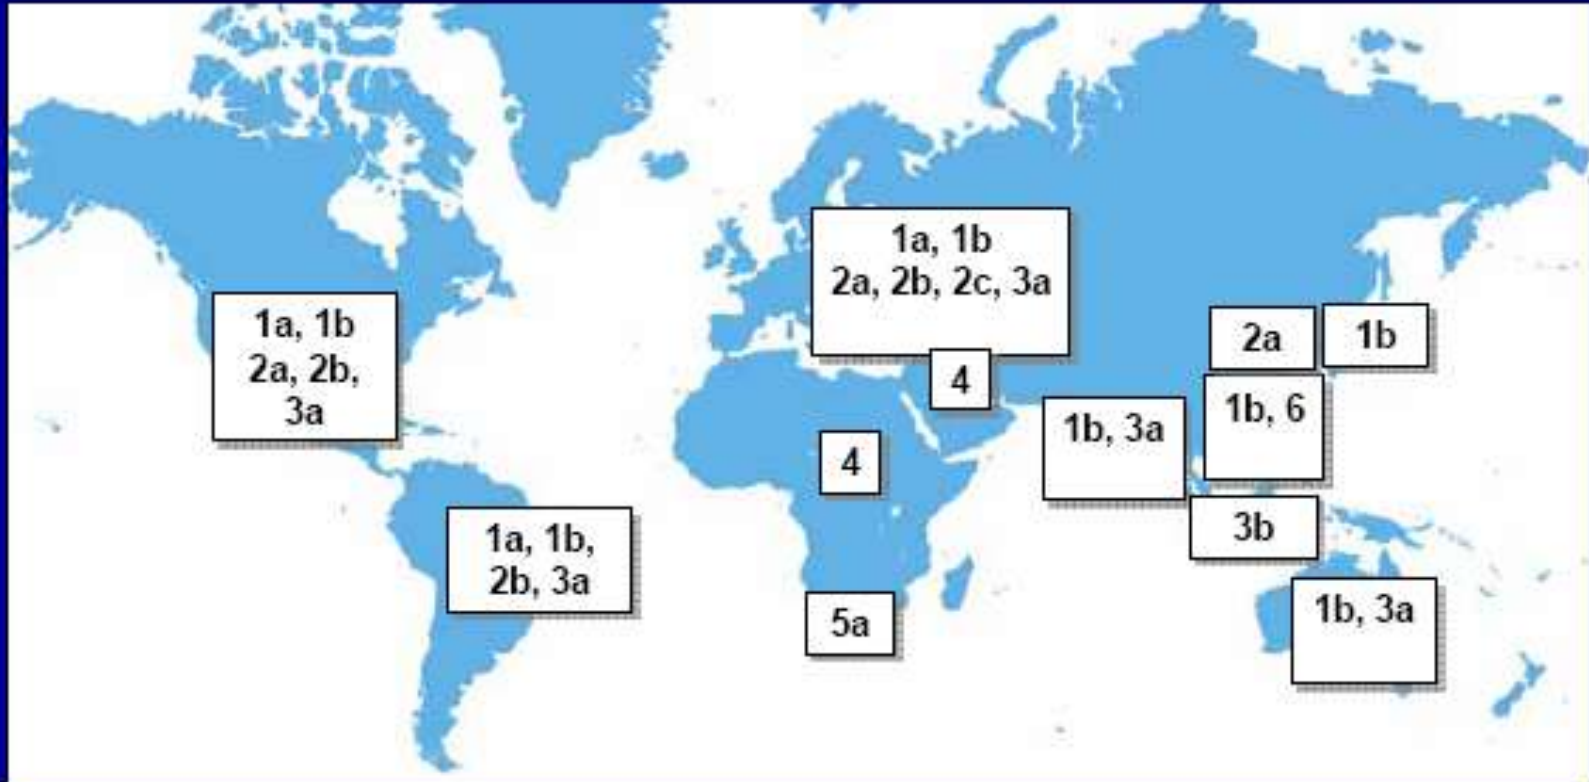 1a, 1b
2a, 2b, 2c, 3a
1a, 1b
2a, 2b,
3a
2a
1b
4
1b, 3a
1b, 6
4
3b
1a, 1b,
2b, 3a
5a
1b, 3a